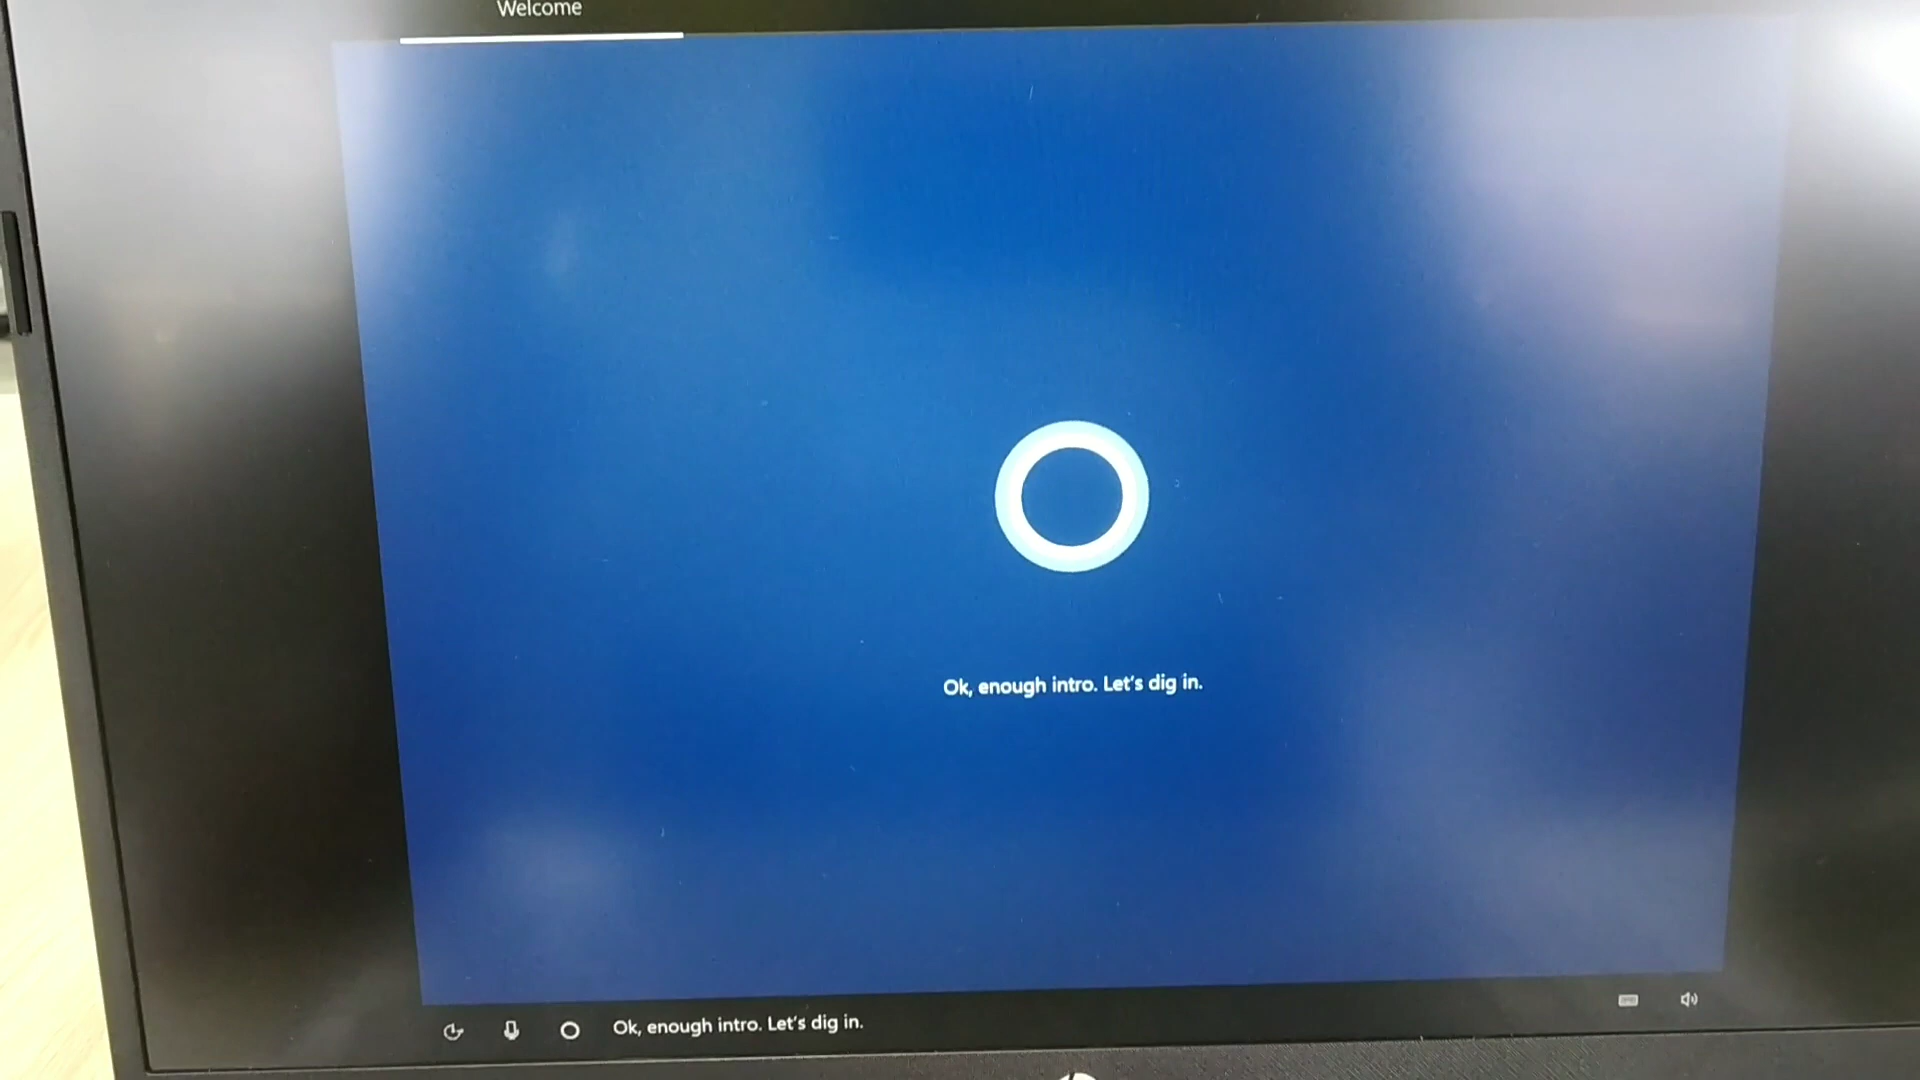 Welcome
Ok, enough intro. Let's dig in.
Ok, enough intro. Let's dig in.